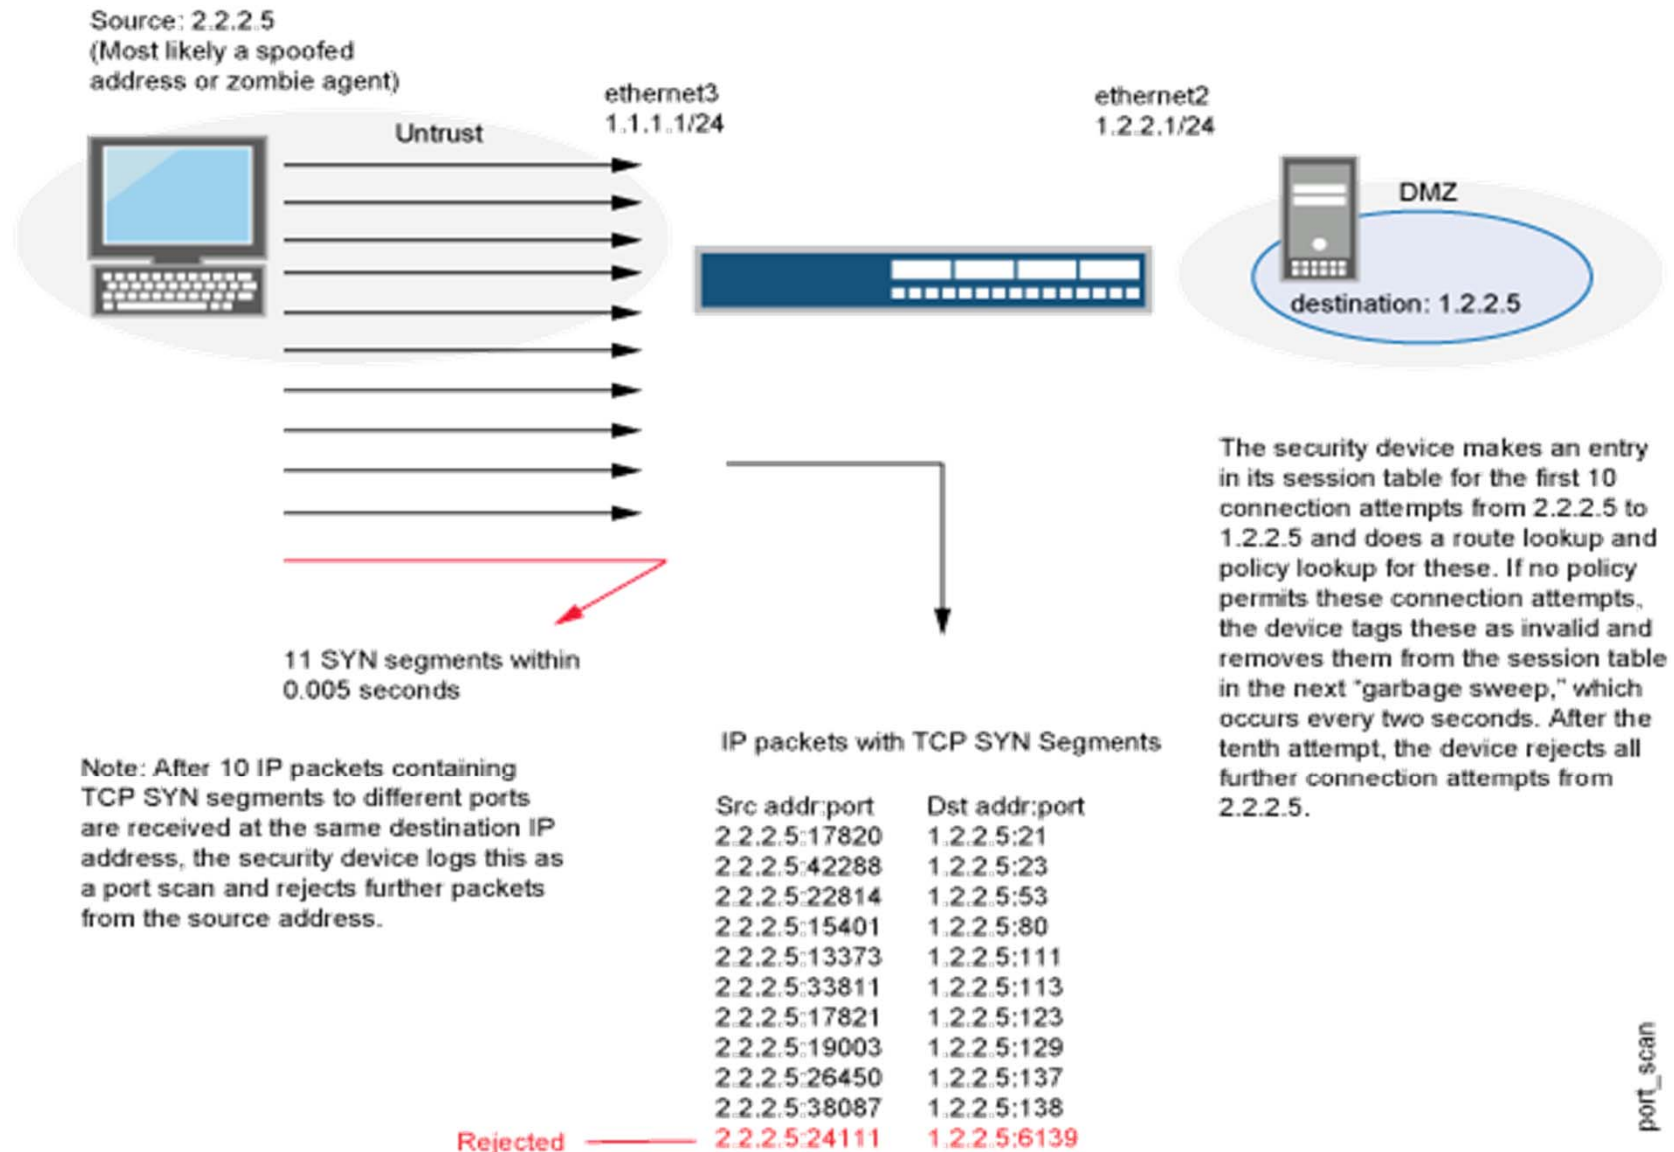 Source: 2.2.2.5
(Most likely a spoofed
address or zombie agent)
Untrust
ethernet3
1.1.1.1/24
ethernet2
1.2.2.1/24
DMZ
destination: 1.2.2.5
11 SYN segments within
0.005 seconds
Note: After 10 IP packets containing
TCP SYN segments to different ports
are received at the same destination IP
address, the security device logs this as
a port scan and rejects further packets
from the source address.
The security device makes an entry
in its session table for the first 10
connection attempts from 2.2.2.5 to
1.2.2.5 and does a route lookup and
policy lookup for these. If no policy
permits these connection attempts,
the device tags these as invalid and
removes them from the session table
in the next "garbage sweep," which
occurs every two seconds. After the
tenth attempt, the device rejects all
further connection attempts from
2.2.2.5.
IP packets with TCP SYN Segments
Src addr:port Dst addr:port
2.2.2.5:17820 1.2.2.5:21
2.2.2.5:42288 1.2.2.5:23
2.2.2.5:22814 1.2.2.5:53
2.2.2.5:15401 1.2.2.5:80
2.2.2.5:13373 1.2.2.5:111
2.2.2.5:33811 1.2.2.5:113
2.2.2.5:17821 1.2.2.5:123
2.2.2.5:19003 1.2.2.5:129
2.2.2.5:26450 1.2.2.5:137
2.2.2.5:38087 1.2.2.5:138
Rejected 2.2.2.5:24111 1.2.2.5:6139
port_scan